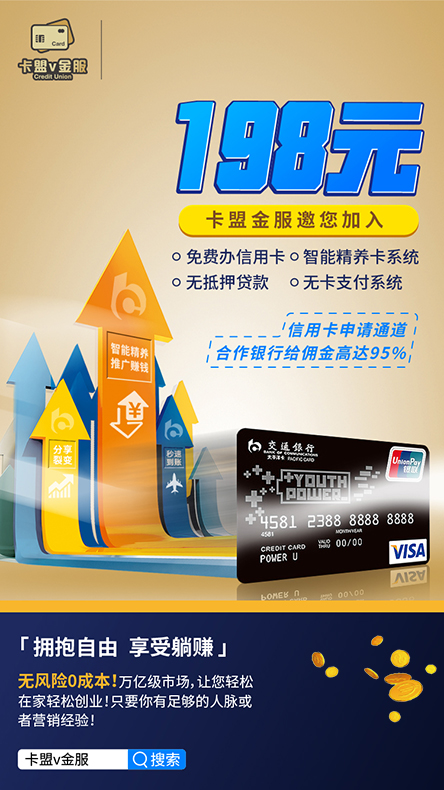 Card
卡盟v金服
Credit Union
198元
卡盟金服邀您加入
免费办信用卡 智能精养卡系统
无抵押贷款 无卡支付系统
信用卡申请通道
合作银行给佣金高达95%
智能精养
推广赚钱
¥
分享
裂变
秒速
到账
交通银行
BANK OF COMMUNICATIONS
太平洋卡 PACIFIC CARD
UnionPay
银联
YOUTH
POWER
4581 2388 8888 8888
4581
MONTH/YEAR
CREDIT CARD VALID THRU 00/00
POWER U
VISA
「拥抱自由 享受躺赚」
无风险0成本！万亿级市场，让您轻松
在家轻松创业！只要你有足够的人脉或
者营销经验！
卡盟v金服 搜索